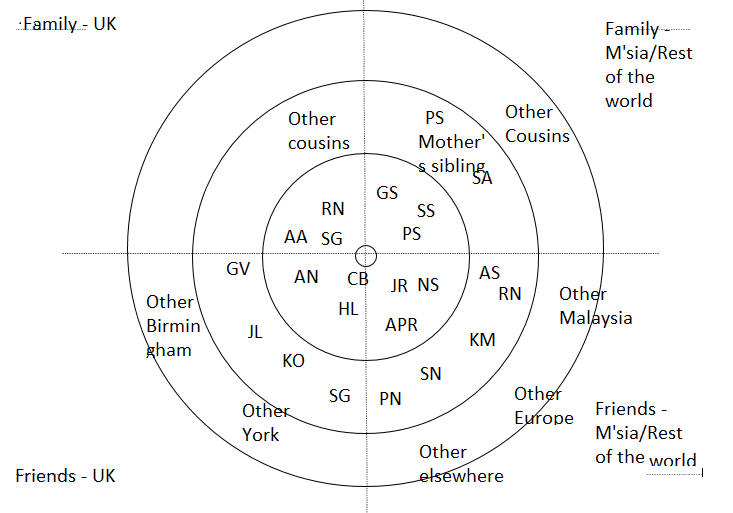 Family - UK
Family -
M'sia/Rest
of the
world
Other
cousins
PS
Mother'
s sibling
Other
Cousins
SA
GS
RN
SS
AA
SG
PS
GV
AN
CB
JR
NS
AS
RN
Other
Birmin
gham
HL
Other
Malaysia
JL
APR
KM
KO
SN
SG
PN
Other
York
Other
Europe
Friends -
M'sia/Rest
of the world
Other
elsewhere
Friends - UK